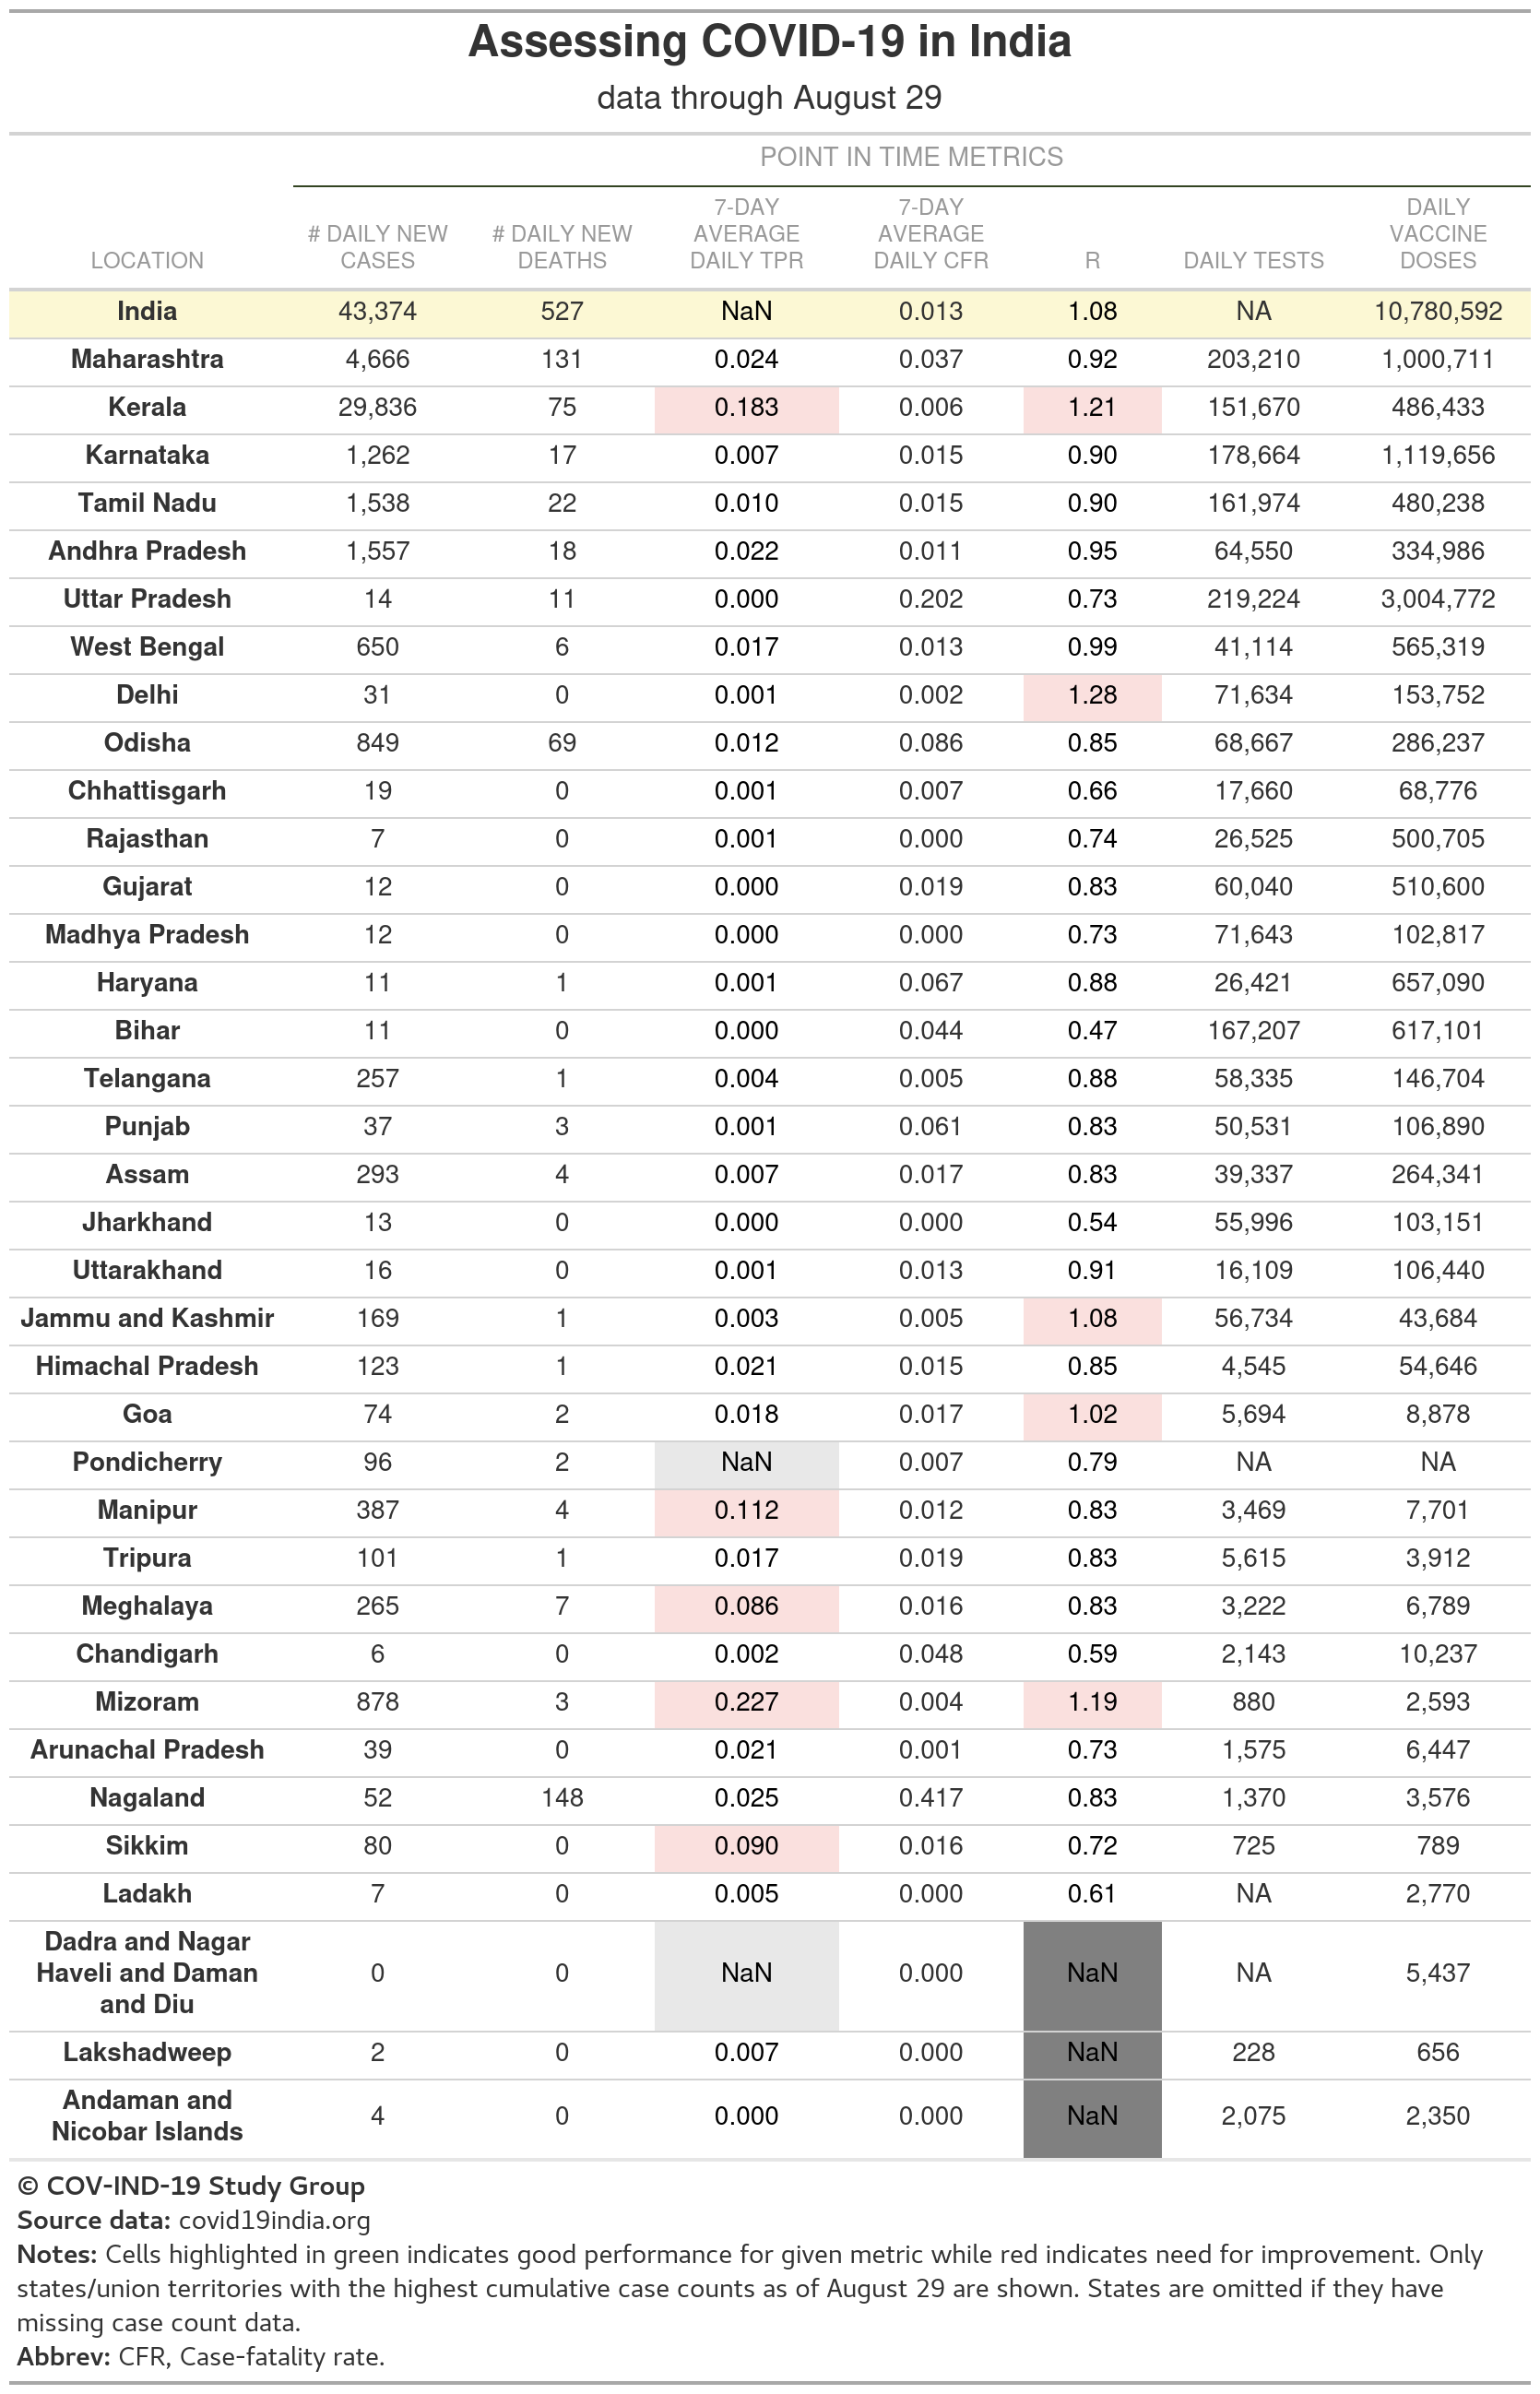 Assessing COVID-19 in India
data through August 29
POINT IN TIME METRICS
LOCATION # DAILY NEW CASES # DAILY NEW DEATHS 7-DAY AVERAGE DAILY TPR 7-DAY AVERAGE DAILY CFR R DAILY TESTS DAILY VACCINE DOSES
India 43,374 527 NaN 0.013 1.08 NA 10,780,592
Maharashtra 4,666 131 0.024 0.037 0.92 203,210 1,000,711
Kerala 29,836 75 0.183 0.006 1.21 151,670 486,433
Karnataka 1,262 17 0.007 0.015 0.90 178,664 1,119,656
Tamil Nadu 1,538 22 0.010 0.015 0.90 161,974 480,238
Andhra Pradesh 1,557 18 0.022 0.011 0.95 64,550 334,986
Uttar Pradesh 14 11 0.000 0.202 0.73 219,224 3,004,772
West Bengal 650 6 0.017 0.013 0.99 41,114 565,319
Delhi 31 0 0.001 0.002 1.28 71,634 153,752
Odisha 849 69 0.012 0.086 0.85 68,667 286,237
Chhattisgarh 19 0 0.001 0.007 0.66 17,660 68,776
Rajasthan 7 0 0.001 0.000 0.74 26,525 500,705
Gujarat 12 0 0.000 0.019 0.83 60,040 510,600
Madhya Pradesh 12 0 0.000 0.000 0.73 71,643 102,817
Haryana 11 1 0.001 0.067 0.88 26,421 657,090
Bihar 11 0 0.000 0.044 0.47 167,207 617,101
Telangana 257 1 0.004 0.005 0.88 58,335 146,704
Punjab 37 3 0.001 0.061 0.83 50,531 106,890
Assam 293 4 0.007 0.017 0.83 39,337 264,341
Jharkhand 13 0 0.000 0.000 0.54 55,996 103,151
Uttarakhand 16 0 0.001 0.013 0.91 16,109 106,440
Jammu and Kashmir 169 1 0.003 0.005 1.08 56,734 43,684
Himachal Pradesh 123 1 0.021 0.015 0.85 4,545 54,646
Goa 74 2 0.018 0.017 1.02 5,694 8,878
Pondicherry 96 2 NaN 0.007 0.79 NA NA
Manipur 387 4 0.112 0.012 0.83 3,469 7,701
Tripura 101 1 0.017 0.019 0.83 5,615 3,912
Meghalaya 265 7 0.086 0.016 0.83 3,222 6,789
Chandigarh 6 0 0.002 0.048 0.59 2,143 10,237
Mizoram 878 3 0.227 0.004 1.19 880 2,593
Arunachal Pradesh 39 0 0.021 0.001 0.73 1,575 6,447
Nagaland 52 148 0.025 0.417 0.83 1,370 3,576
Sikkim 80 0 0.090 0.016 0.72 725 789
Ladakh 7 0 0.005 0.000 0.61 NA 2,770
Dadra and Nagar Haveli and Daman and Diu 0 0 NaN 0.000 NaN NA 5,437
Lakshadweep 2 0 0.007 0.000 NaN 228 656
Andaman and Nicobar Islands 4 0 0.000 0.000 NaN 2,075 2,350
© COV-IND-19 Study Group
Source data: covid19india.org
Notes: Cells highlighted in green indicates good performance for given metric while red indicates need for improvement. Only
states/union territories with the highest cumulative case counts as of August 29 are shown. States are omitted if they have
missing case count data.
Abbrev: CFR, Case-fatality rate.